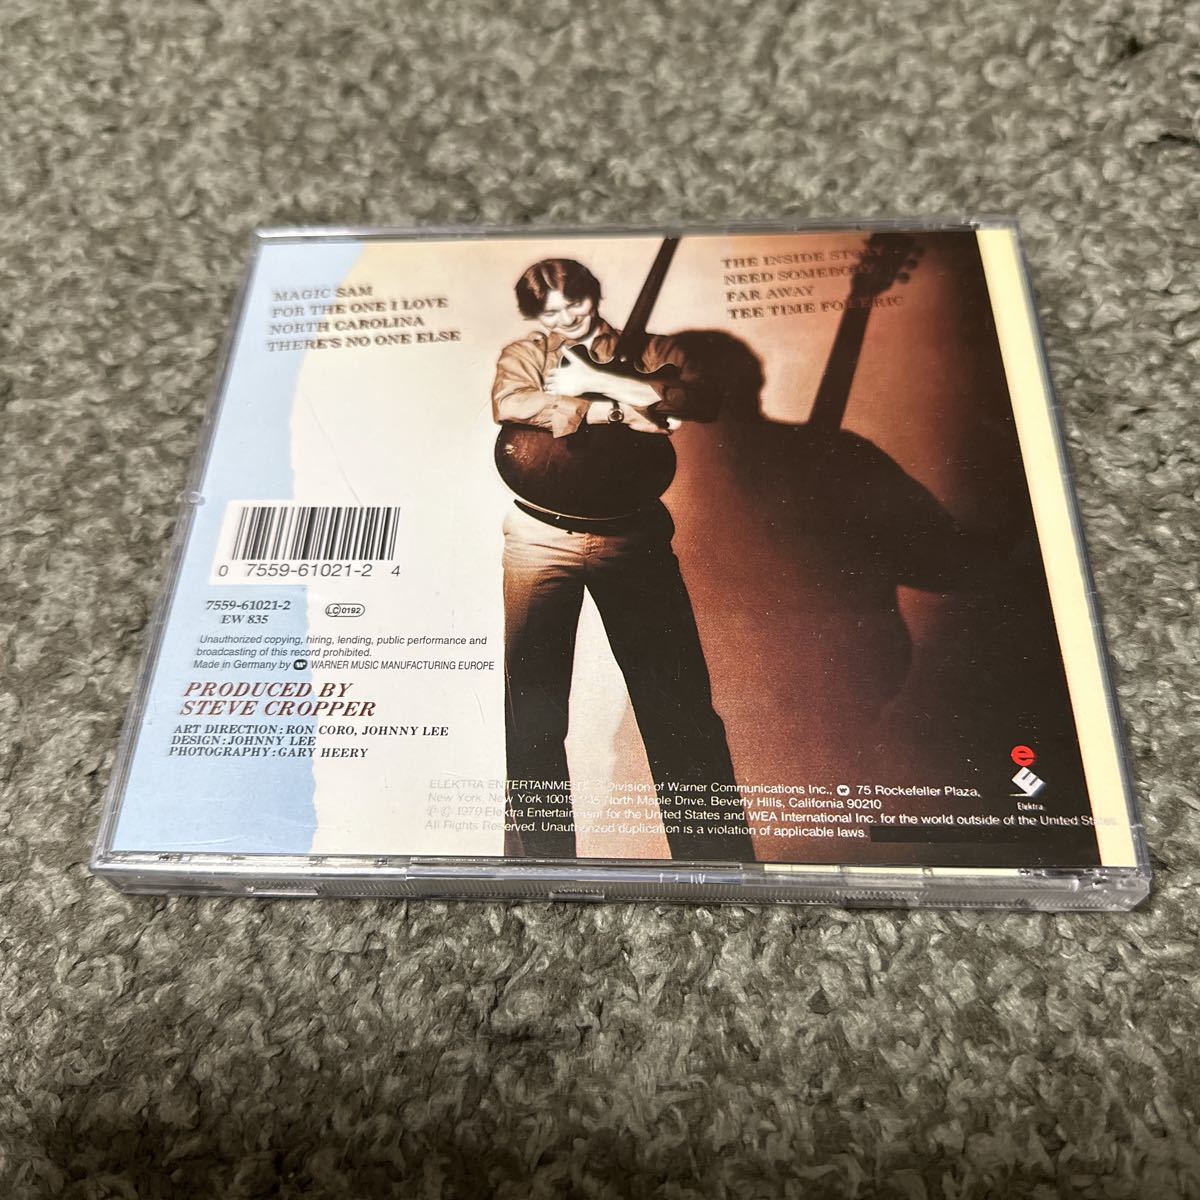 MAGIC SAM
FOR THE ONE I LOVE
NORTH CAROLINA
THERE'S NO ONE ELSE
THE INSIDE STORY
NEED SOMEBODY
FAR AWAY
TEE TIME FOR ERIC
0 7559-61021-2 4
7559-61021-2
EW 835
LC 0192
Unauthorized copying, hiring, lending, public performance and
broadcasting of this record prohibited.
Made in Germany by WARNER MUSIC MANUFACTURING EUROPE
PRODUCED BY
STEVE CROPPER
ART DIRECTION: RON CORO, JOHNNY LEE
DESIGN: JOHNNY LEE
PHOTOGRAPHY: GARY HEERY
e
E
Elektra
ELEKTRA ENTERTAINMENT, Division of Warner Communications Inc., 75 Rockefeller Plaza,
New York, New York 10019 North Maple Drive, Beverly Hills, California 90210
℗ © 1979 Elektra Entertainment for the United States and WEA International Inc. for the world outside of the United States.
All Rights Reserved. Unauthorized duplication is a violation of applicable laws.